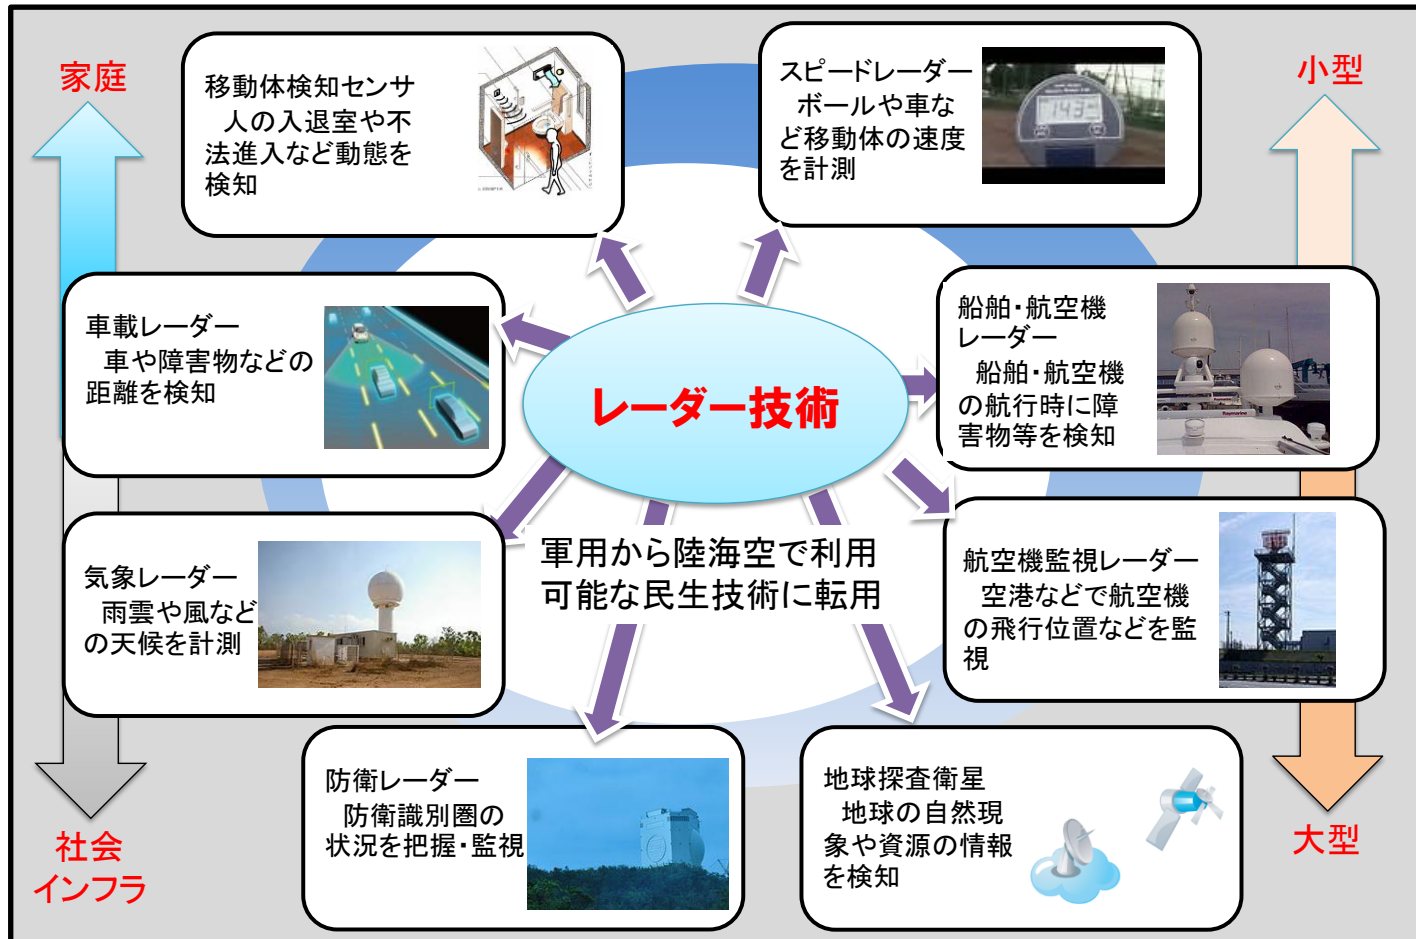 家庭
移動体検知センサ
人の入退室や不
法進入など動態を
検知
スピードレーダー
ボールや車な
ど移動体の速度
を計測
143
小型
車載レーダー
車や障害物などの
距離を検知
レーダー技術
船舶・航空機
レーダー
船舶・航空機
の航行時に障
害物等を検知
Raymarine
気象レーダー
雨雲や風など
の天候を計測
軍用から陸海空で利用
可能な民生技術に転用
航空機監視レーダー
空港などで航空機
の飛行位置などを監
視
社会
インフラ
防衛レーダー
防衛識別圏の
状況を把握・監視
地球探査衛星
地球の自然現
象や資源の情報
を検知
大型